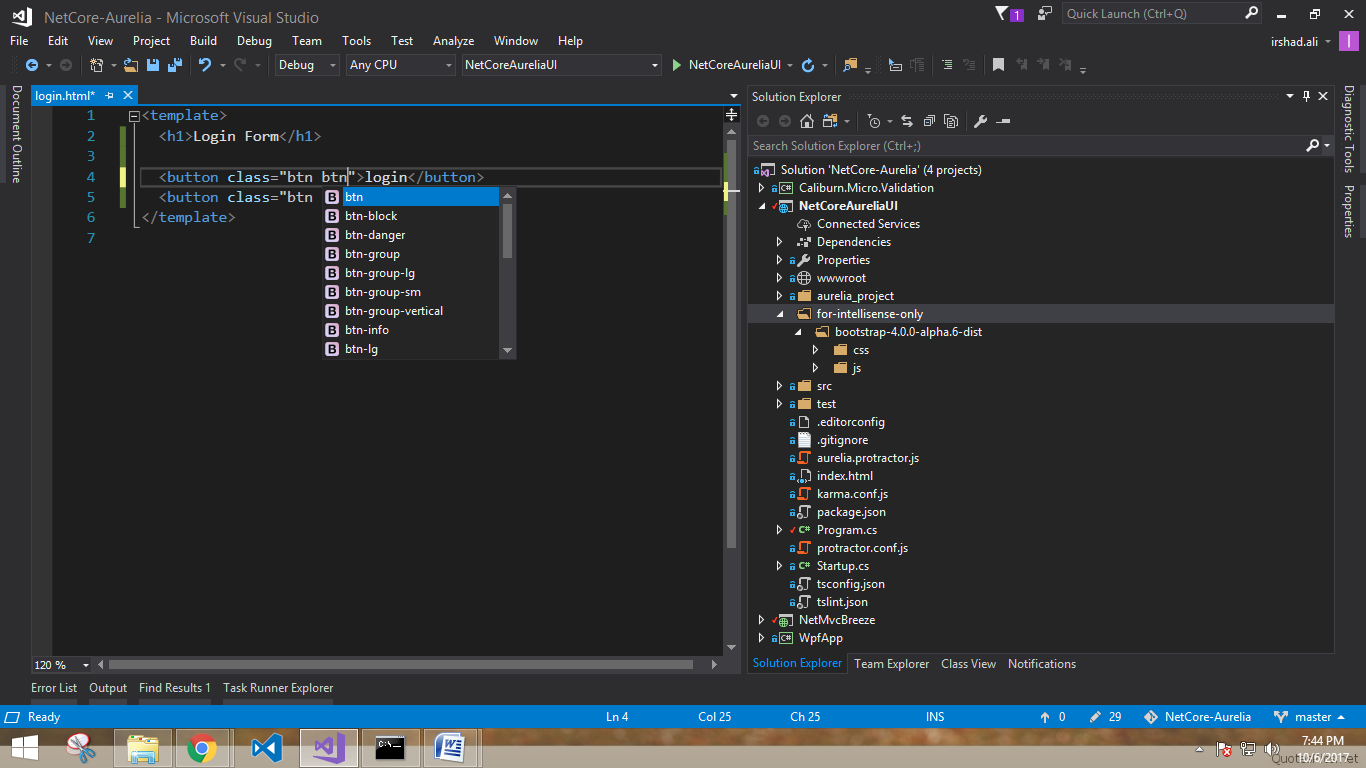 NetCore-Aurelia - Microsoft Visual Studio
1
Quick Launch (Ctrl+Q)
File Edit View Project Build Debug Team Tools Test Analyze Window Help
irshad.ali
I
Debug Any CPU NetCoreAureliaUI NetCoreAureliaUI
Document Outline
login.html*
1 <template>
2 <h1>Login Form</h1>
3
4 <button class="btn btn">login</button>
5 <button class="btn
6 </template>
7
btn
btn-block
btn-danger
btn-group
btn-group-lg
btn-group-sm
btn-group-vertical
btn-info
btn-lg
120 %
Solution Explorer
Search Solution Explorer (Ctrl+;)
Solution 'NetCore-Aurelia' (4 projects)
C# Caliburn.Micro.Validation
NetCoreAureliaUI
Connected Services
Dependencies
Properties
wwwroot
aurelia_project
for-intellisense-only
bootstrap-4.0.0-alpha.6-dist
css
js
src
test
.editorconfig
.gitignore
aurelia.protractor.js
index.html
karma.conf.js
package.json
C# Program.cs
protractor.conf.js
C# Startup.cs
tsconfig.json
tslint.json
NetMvcBreeze
C# WpfApp
Solution Explorer Team Explorer Class View Notifications
Diagnostic Tools
Properties
Error List Output Find Results 1 Task Runner Explorer
Ready Ln 4 Col 25 Ch 25 INS 0 29 NetCore-Aurelia master
7:44 PM
10/6/2017